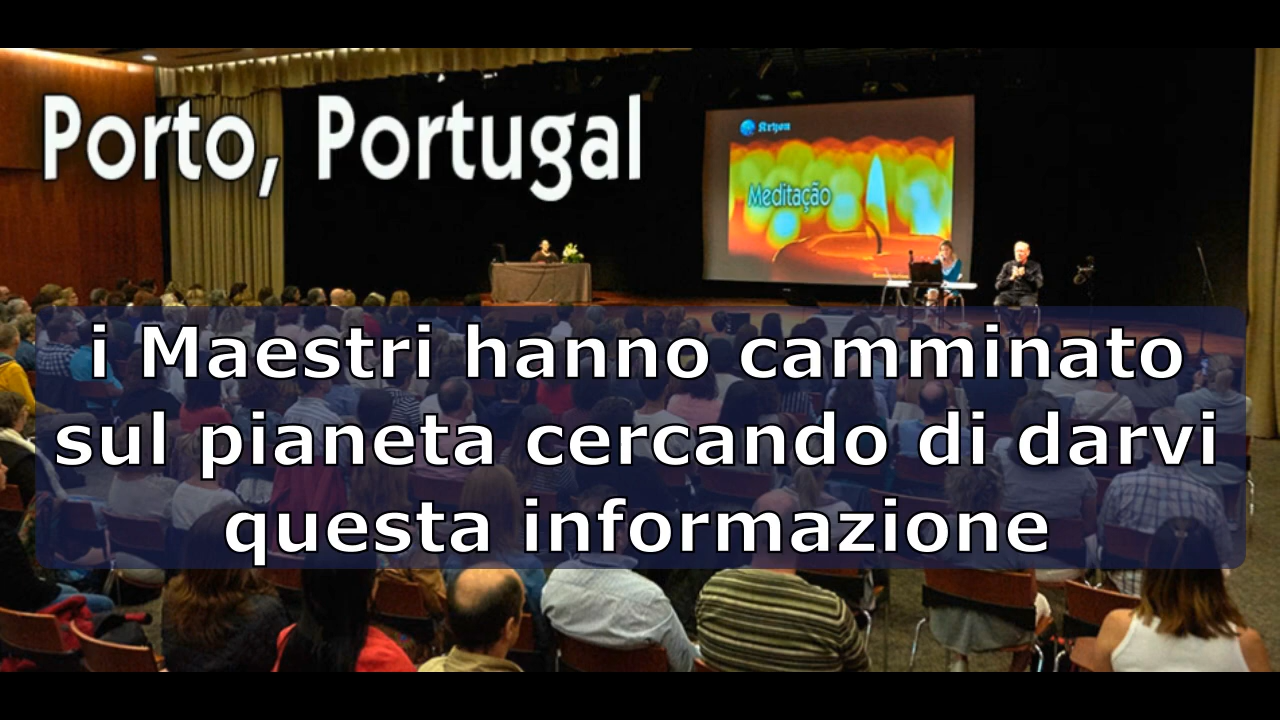 Porto, Portugal
Kryon
Meditação
i Maestri hanno camminato
sul pianeta cercando di darvi
questa informazione